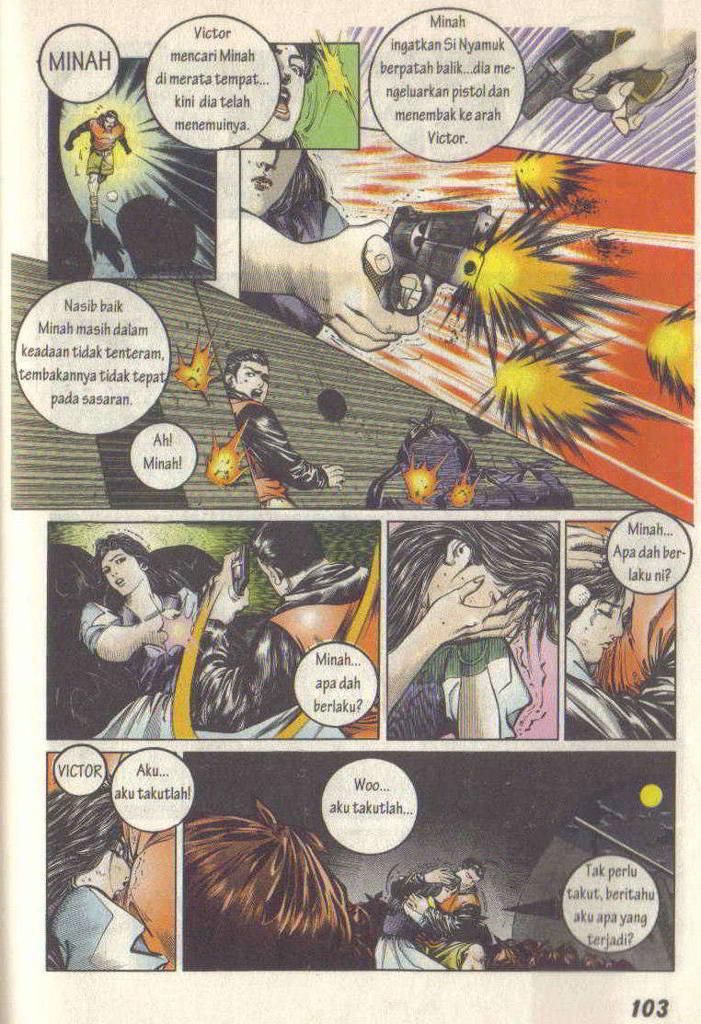 MINAH
Victor
mencari Minah
di merata tempat...
kini dia telah
menemuinya.
Minah
ingatkan Si Nyamuk
berpatah balik...dia me-
ngeluarkan pistol dan
menembak ke arah
Victor.
Nasib baik
Minah masih dalam
keadaan tidak tenteram,
tembakannya tidak tepat
pada sasaran.
Ah!
Minah!
Minah...
apa dah
berlaku?
Minah...
Apa dah ber-
laku ni?
VICTOR
Aku...
aku takutlah!
Woo...
aku takutlah...
Tak perlu
takut, beritahu
aku apa yang
terjadi?
103